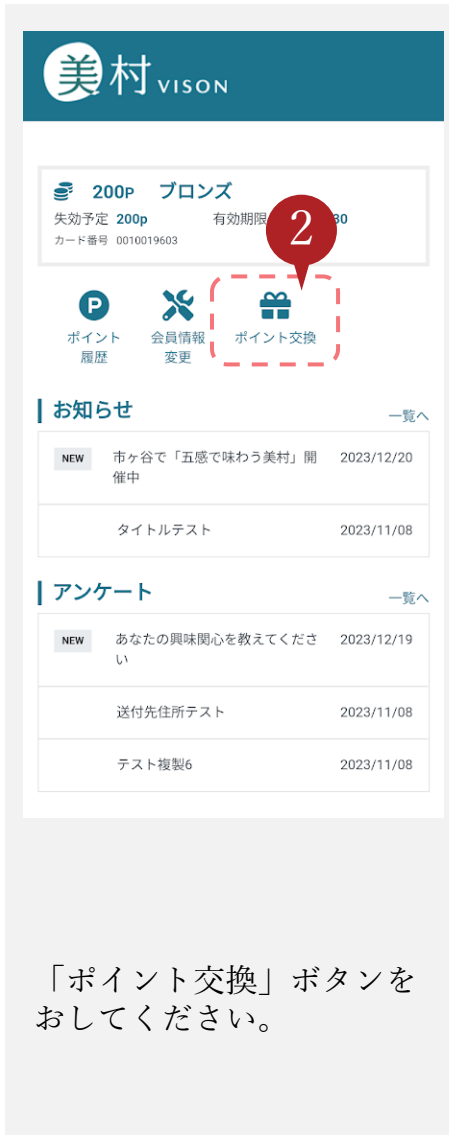 美村 VISON
200P ブロンズ
失効予定 200p 有効期限 30
カード番号 0010019603
2
P
ポイント履歴
会員情報変更
ポイント交換
お知らせ
一覧へ
NEW 市ヶ谷で「五感で味わう美村」開 2023/12/20
催中
タイトルテスト 2023/11/08
アンケート
一覧へ
NEW あなたの興味関心を教えてくださ 2023/12/19
い
送付先住所テスト 2023/11/08
テスト複製6 2023/11/08
「ポイント交換」ボタンを
おしてください。